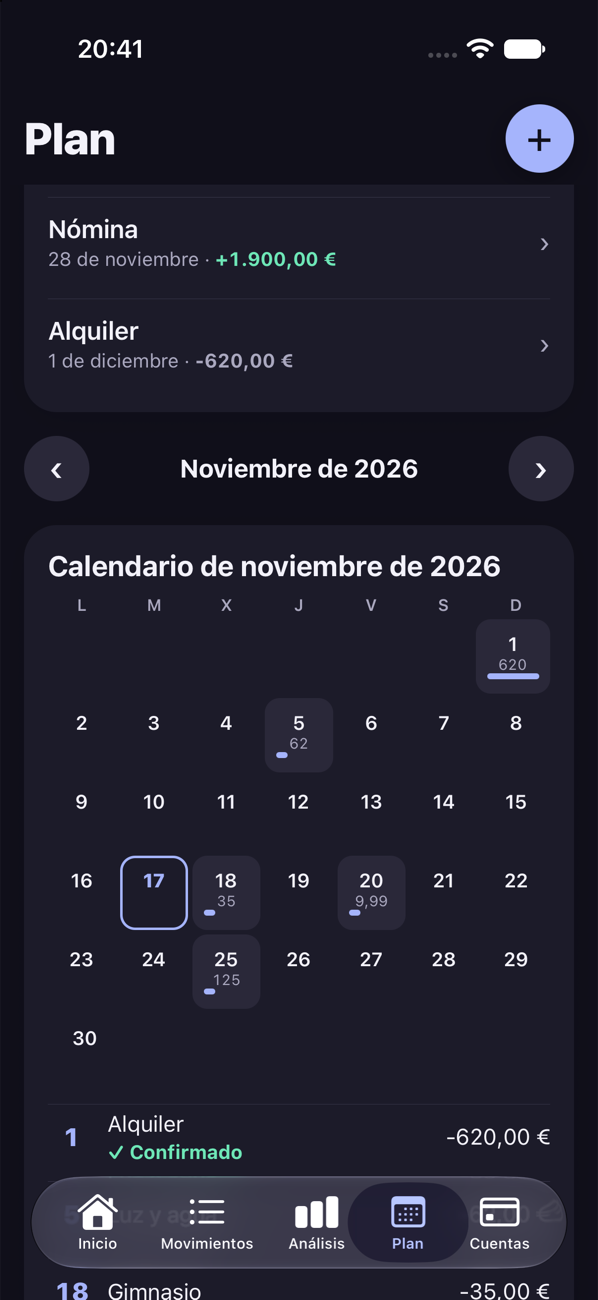 20:41
Plan
+
Nómina
28 de noviembre · +1.900,00 €
Alquiler
1 de diciembre · -620,00 €
Noviembre de 2026
Calendario de noviembre de 2026
L M X J V S D
1
620
2 3 4 5 6 7 8
62
9 10 11 12 13 14 15
16 17 18 19 20 21 22
35 9,99
23 24 25 26 27 28 29
125
30
1 Alquiler -620,00 €
✓ Confirmado
Luz y
18 Gimnasio -35,00 €
Inicio Movimientos Análisis Plan Cuentas